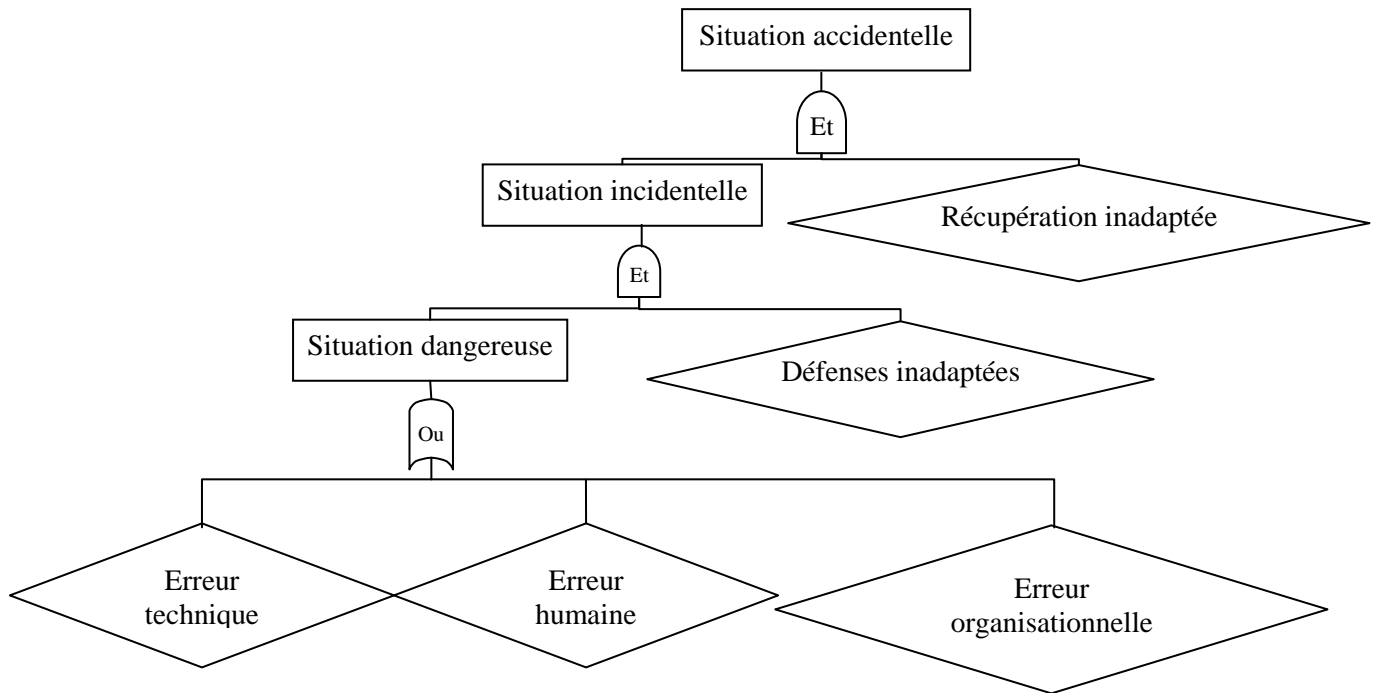 Situation accidentelle
Et
Situation incidentelle
Récupération inadaptée
Et
Situation dangereuse
Défenses inadaptées
Ou
Erreur
technique
Erreur
humaine
Erreur
organisationnelle